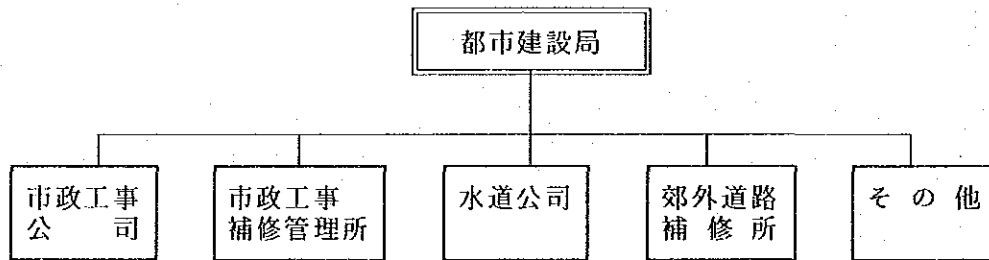 都市建設局
市政工事
公司
市政工事
補修管理所
水道公司
郊外道路
補修所
その他